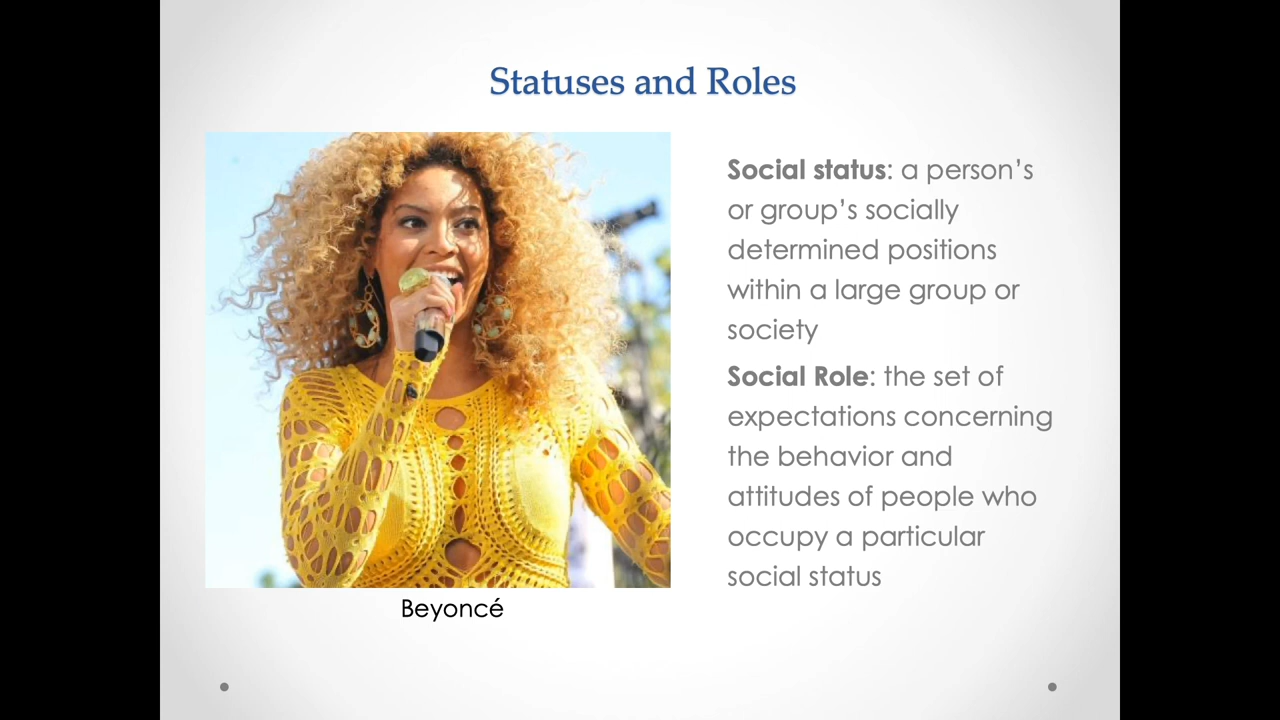 Statuses and Roles
Social status: a person’s
or group’s socially
determined positions
within a large group or
society
Social Role: the set of
expectations concerning
the behavior and
attitudes of people who
occupy a particular
social status
Beyoncé